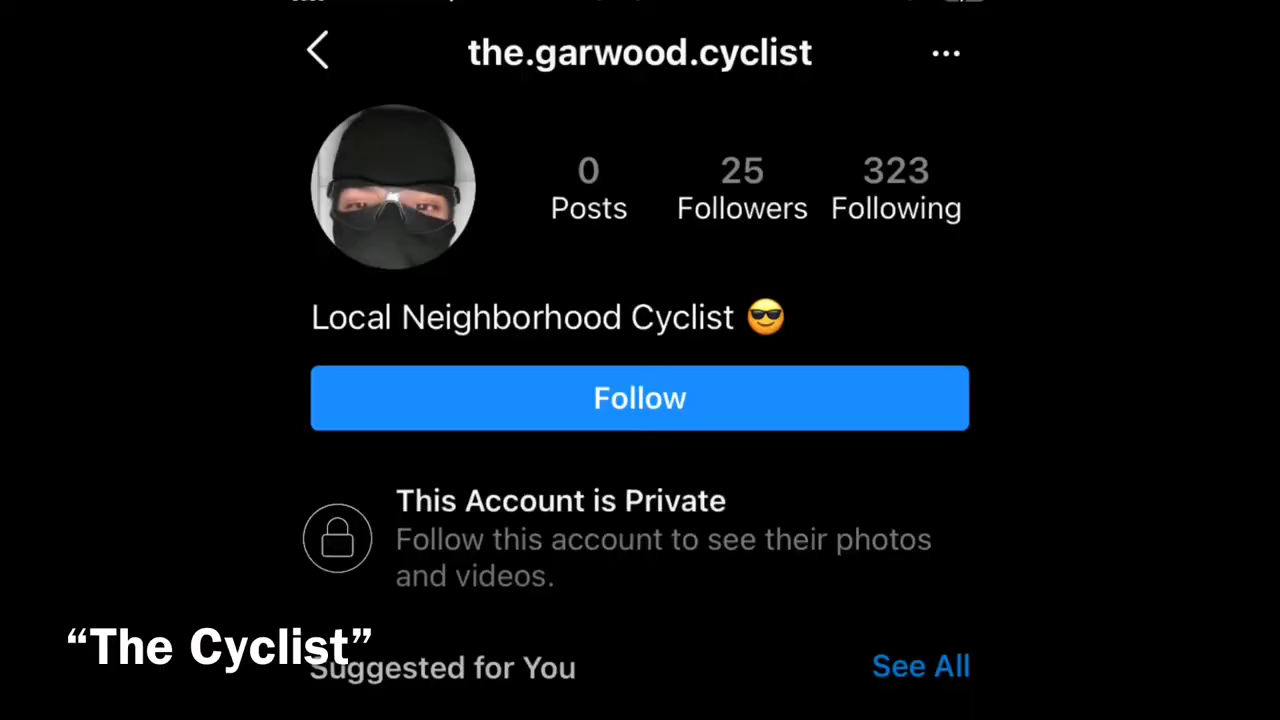 the.garwood.cyclist
0 25 323
Posts Followers Following
Local Neighborhood Cyclist 😎
Follow
This Account is Private
Follow this account to see their photos
and videos.
“The Cyclist”
Suggested for You See All